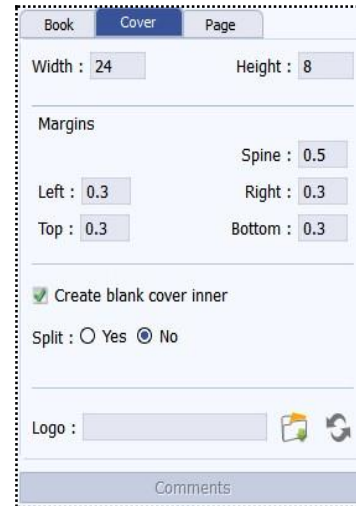 Book Cover Page
Width : 24 Height : 8
Margins
Spine : 0.5
Left : 0.3 Right : 0.3
Top : 0.3 Bottom : 0.3
Create blank cover inner
Split : Yes No
Logo :
Comments